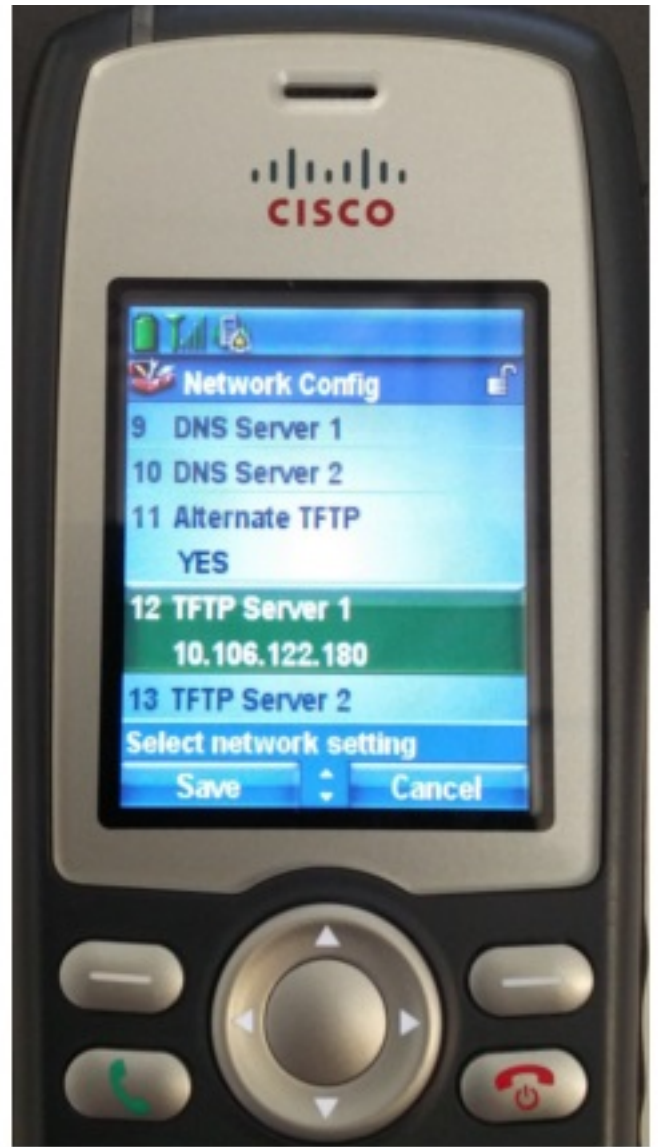 CISCO
Network Config
9 DNS Server 1
10 DNS Server 2
11 Alternate TFTP
YES
12 TFTP Server 1
10.106.122.180
13 TFTP Server 2
Select network setting
Save Cancel